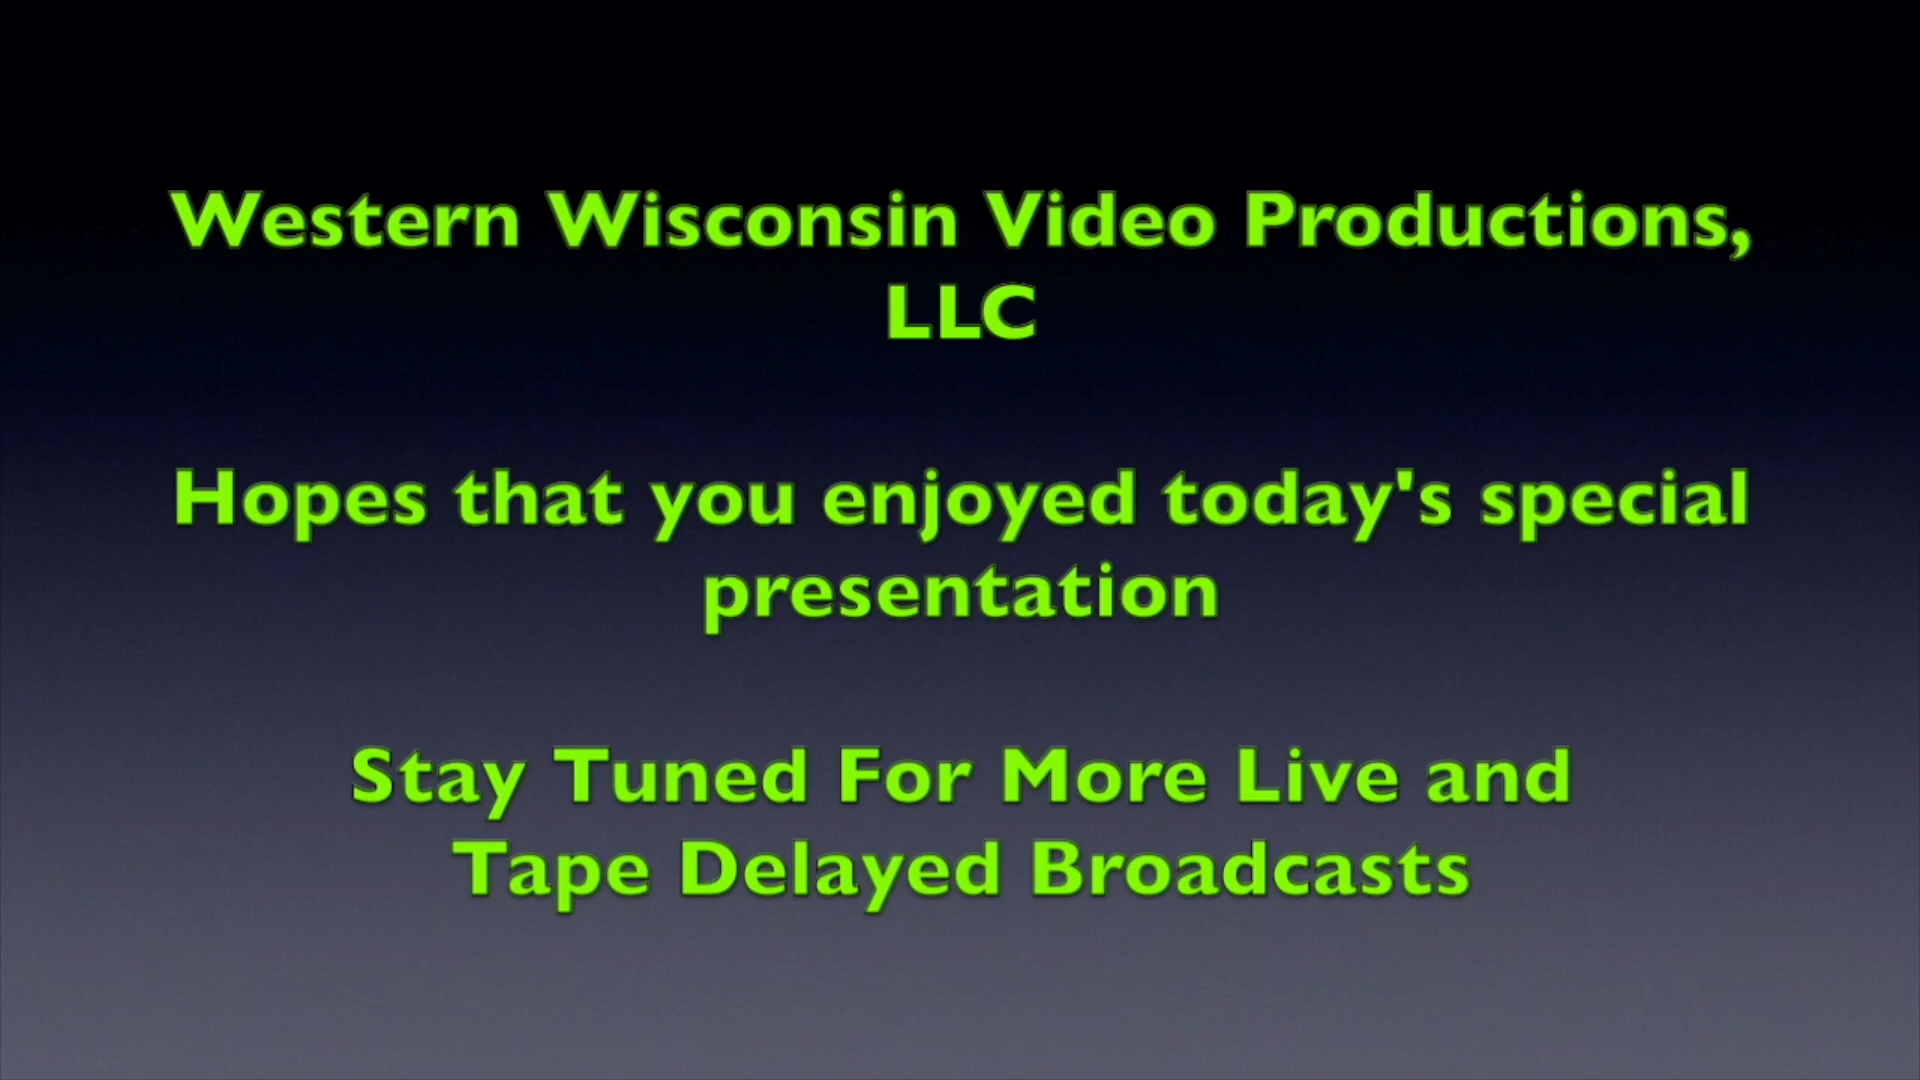 Western Wisconsin Video Productions,
LLC
Hopes that you enjoyed today's special
presentation
Stay Tuned For More Live and
Tape Delayed Broadcasts